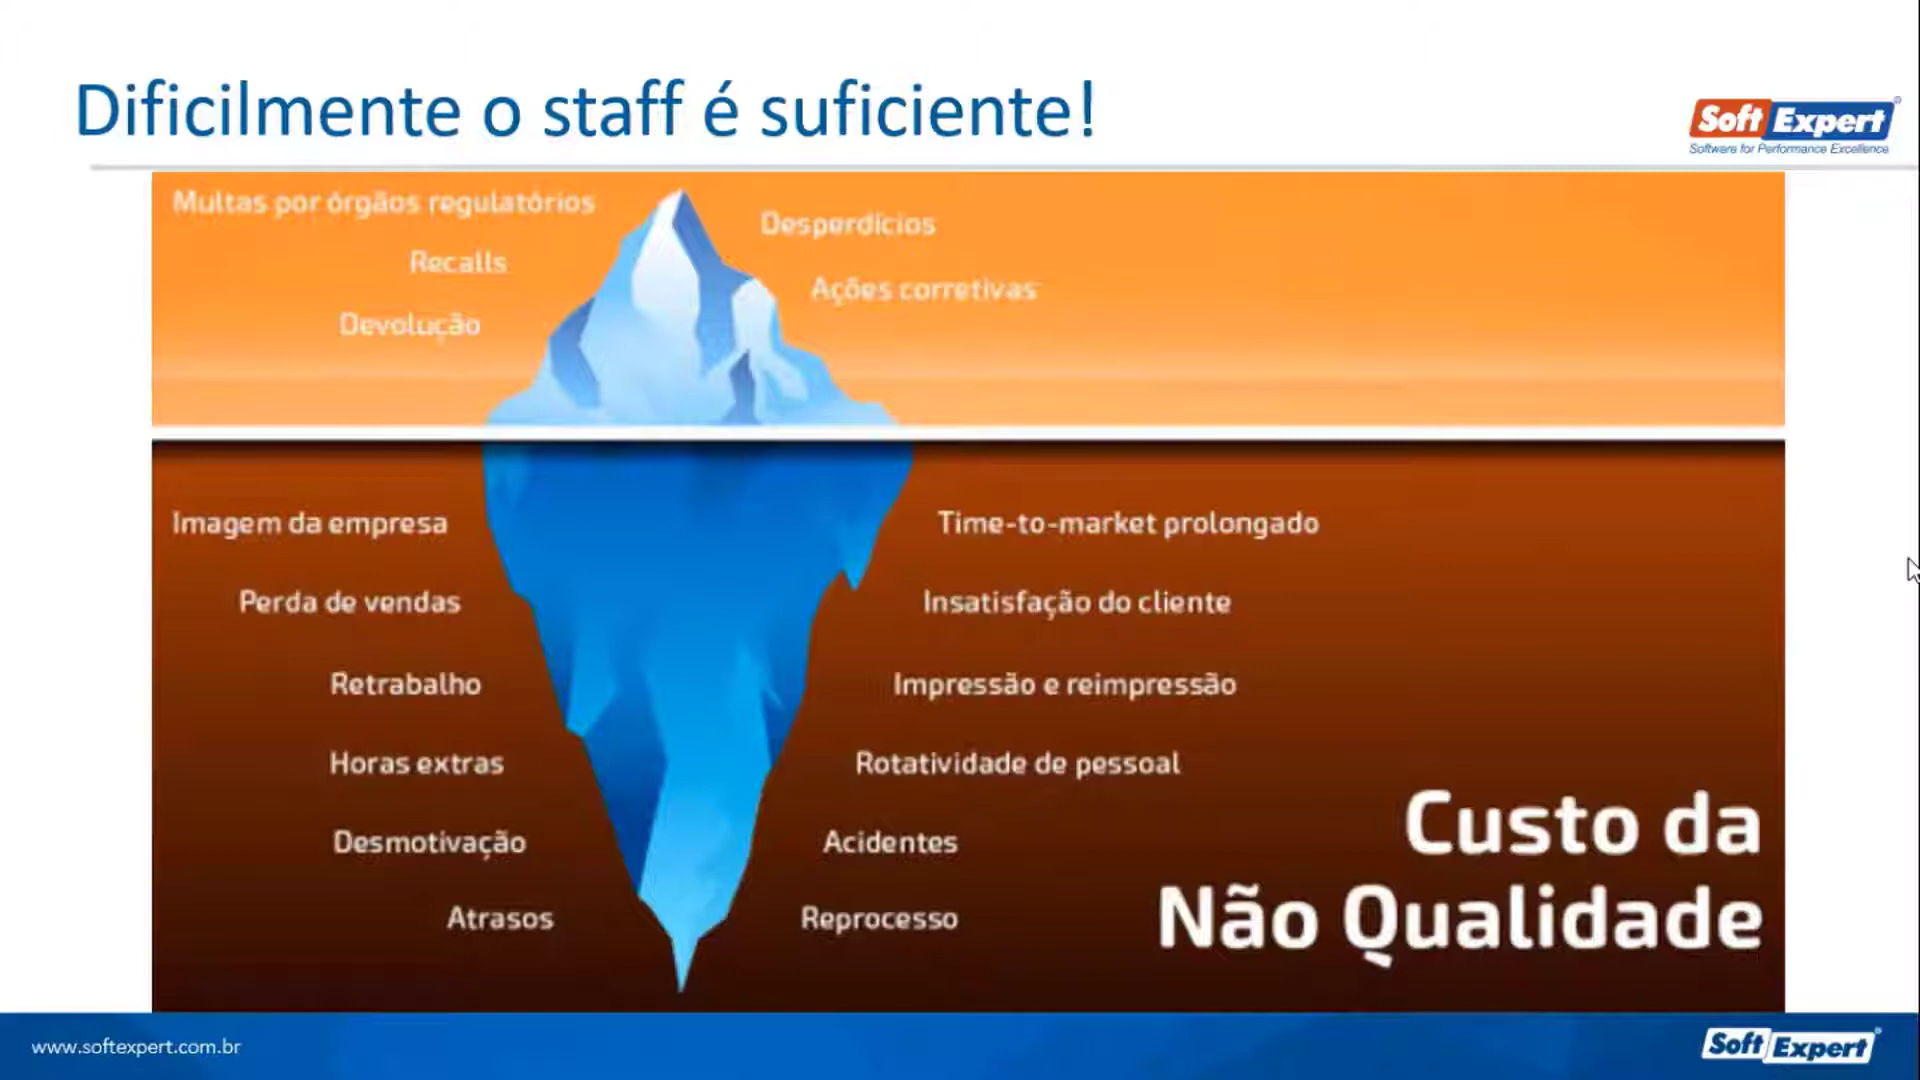 Dificilmente o staff é suficiente!
Soft Expert®
Software for Performance Excellence
Multas por órgãos regulatórios
Recalls
Devolução
Desperdícios
Ações corretivas
Imagem da empresa
Perda de vendas
Retrabalho
Horas extras
Desmotivação
Atrasos
Time-to-market prolongado
Insatisfação do cliente
Impressão e reimpressão
Rotatividade de pessoal
Acidentes
Reprocesso
Custo da
Não Qualidade
www.softexpert.com.br
Soft Expert®